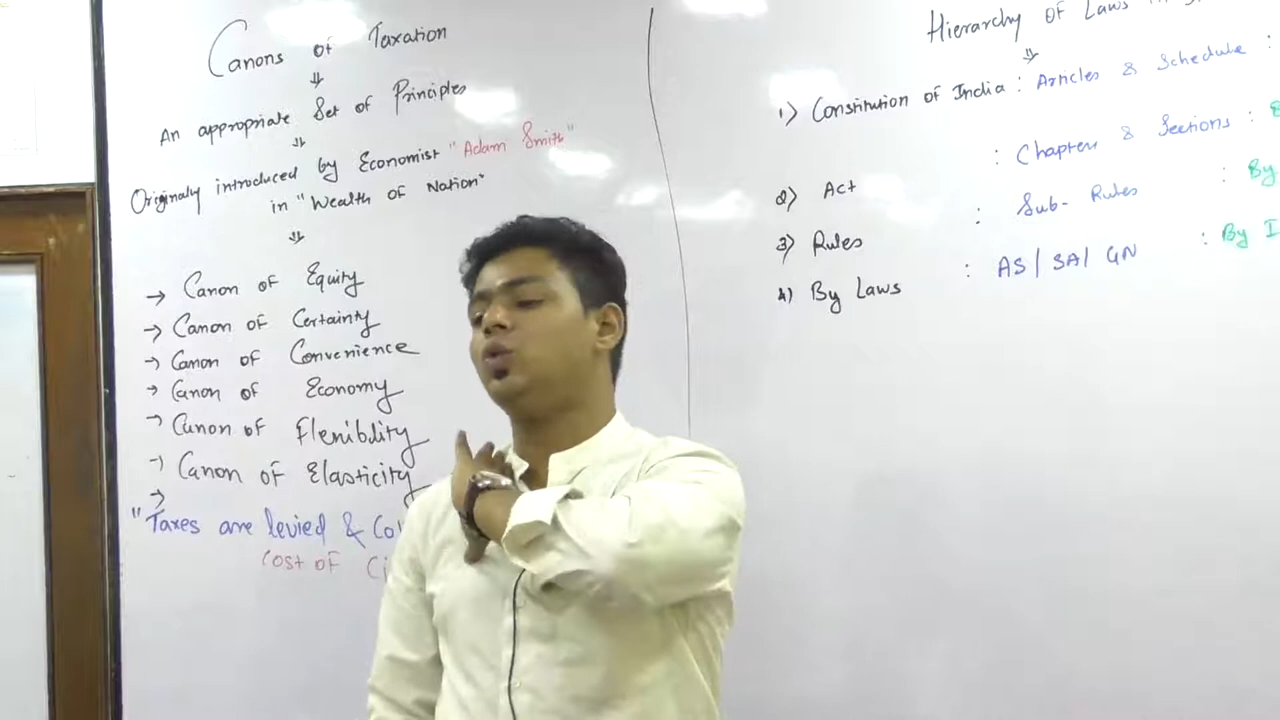 Canons of Taxation
⇓
An appropriate Set of Principles
⇓
Originally introduced by Economist "Adam Smith"
in "Wealth of Nation"
⇓
→ Canon of Equity
→ Canon of Certainty
→ Canon of Convenience
→ Canon of Economy
→ Canon of Flexibility
→ Canon of Elasticity
→
"Taxes are levied & Co
Cost of Ci
Hierarchy of Laws in
⇓
1) Constitution of India : Articles & Schedule :
: Chapters & Sections :
2) Act
: Sub-Rules : By
3) Rules
: AS / SA / GN : By I
4) By Laws